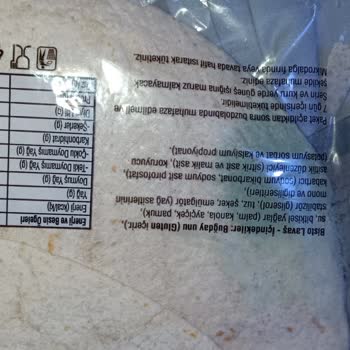 Bisto Lavaş - İçindekiler: Buğday unu (Gluten içerir),
su, bitkisel yağlar (palm, kanola, ayçiçek, pamuk),
stabilizör (gliserol), tuz, şeker, emülgatör (yağ asitlerinin
mono ve digliseritleri),
kabartıcı (sodyum bikarbonat, sodyum asit pirofosfat),
asitlik düzenleyici (sitrik asit ve malik asit), koruyucu
(potasyum sorbat ve kalsiyum propiyonat)
Paket açıldıktan sonra buzdolabında muhafaza edilmeli ve
7 gün içerisinde tüketilmelidir.
Serin ve kuru yerde güneş ışığına maruz kalmayacak
şekilde muhafaza ediniz.
Mikrodalgada fırında veya tavada hafif ısıtarak tüketiniz.
Enerji ve Besin Ögeleri
Enerji (kcal/kj)
Yağ (g)
Doymuş Yağ (g)
-Tekli Doymamış Yağ (g)
-Çoklu Doymamış Yağ (g)
Karbonhidrat
-Şekerler (g)